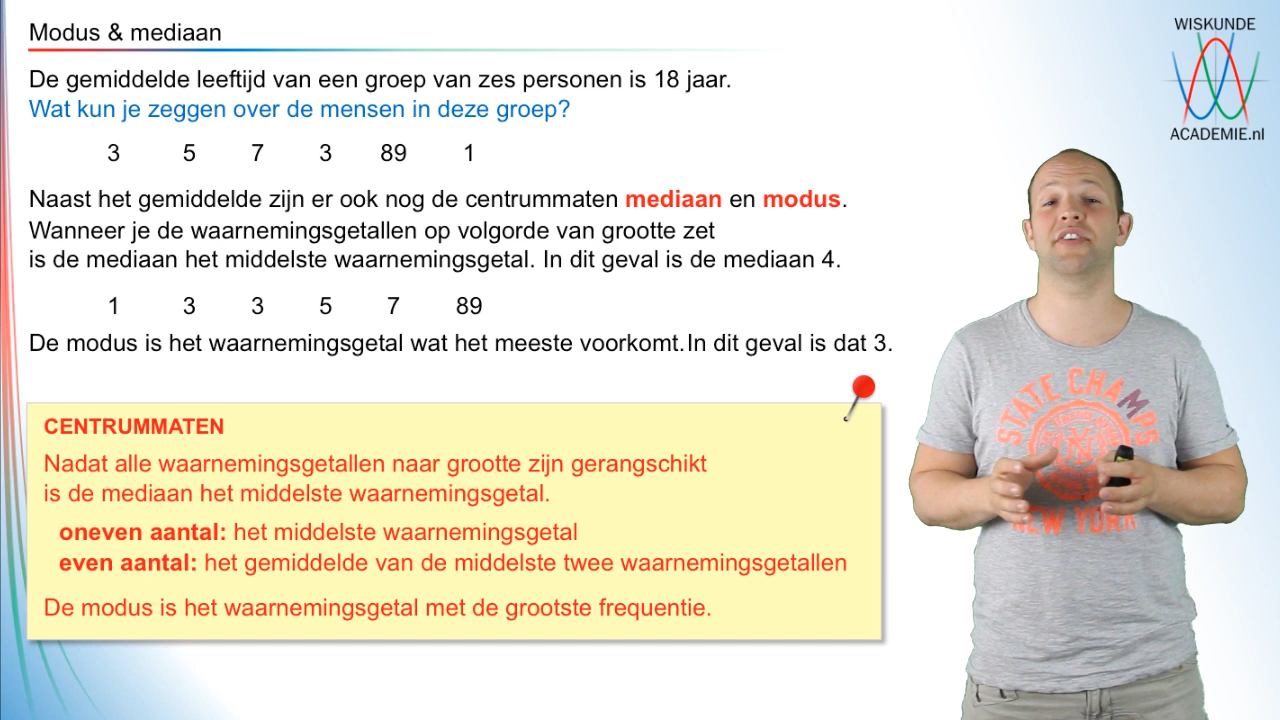 Modus & mediaan
WISKUNDE
ACADEMIE.nl
De gemiddelde leeftijd van een groep van zes personen is 18 jaar.
Wat kun je zeggen over de mensen in deze groep?
3 5 7 3 89 1
Naast het gemiddelde zijn er ook nog de centrummaten mediaan en modus.
Wanneer je de waarnemingsgetallen op volgorde van grootte zet
is de mediaan het middelste waarnemingsgetal. In dit geval is de mediaan 4.
1 3 3 5 7 89
De modus is het waarnemingsgetal wat het meeste voorkomt. In dit geval is dat 3.
CENTRUMMATEN
Nadat alle waarnemingsgetallen naar grootte zijn gerangschikt
is de mediaan het middelste waarnemingsgetal.
oneven aantal: het middelste waarnemingsgetal
even aantal: het gemiddelde van de middelste twee waarnemingsgetallen
De modus is het waarnemingsgetal met de grootste frequentie.
STATE CHAMPS
NEW YORK